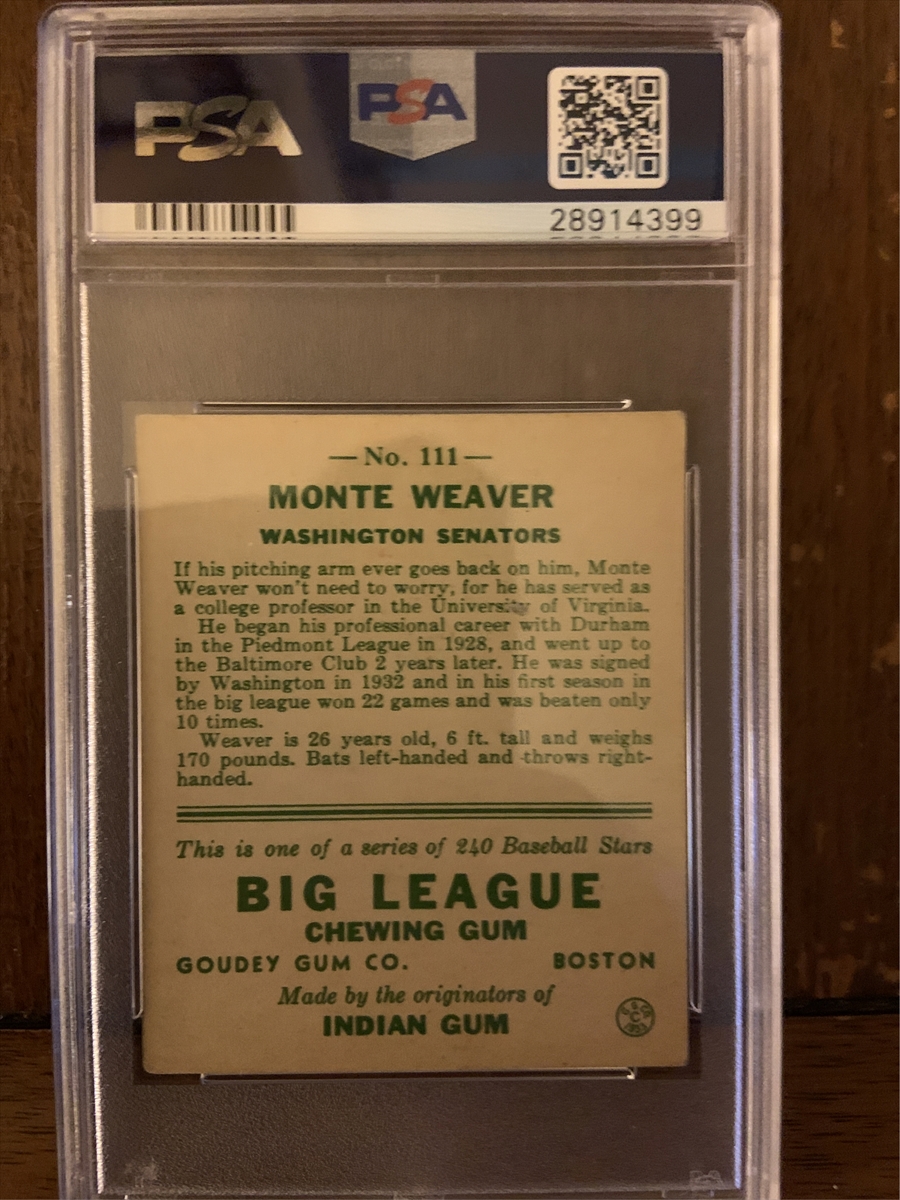 PSA
PSA
28914399
—No. 111—
MONTE WEAVER
WASHINGTON SENATORS
If his pitching arm ever goes back on him, Monte
Weaver won't need to worry, for he has served as
a college professor in the University of Virginia.
He began his professional career with Durham
in the Piedmont League in 1928, and went up to
the Baltimore Club 2 years later. He was signed
by Washington in 1932 and in his first season in
the big league won 22 games and was beaten only
10 times.
Weaver is 26 years old, 6 ft. tall and weighs
170 pounds. Bats left-handed and throws right-
handed.
This is one of a series of 240 Baseball Stars
BIG LEAGUE
CHEWING GUM
GOUDEY GUM CO. BOSTON
Made by the originators of
INDIAN GUM